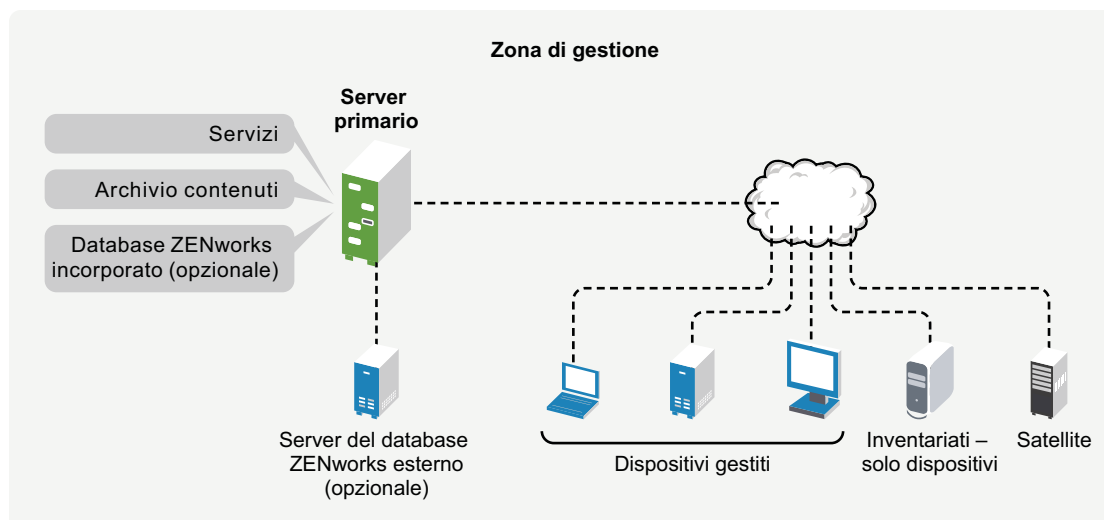 Zona di gestione
Server
primario
Servizi
Archivio contenuti
Database ZENworks
incorporato (opzionale)
Server del database
ZENworks esterno
(opzionale)
Dispositivi gestiti
Inventariati –
solo dispositivi
Satellite